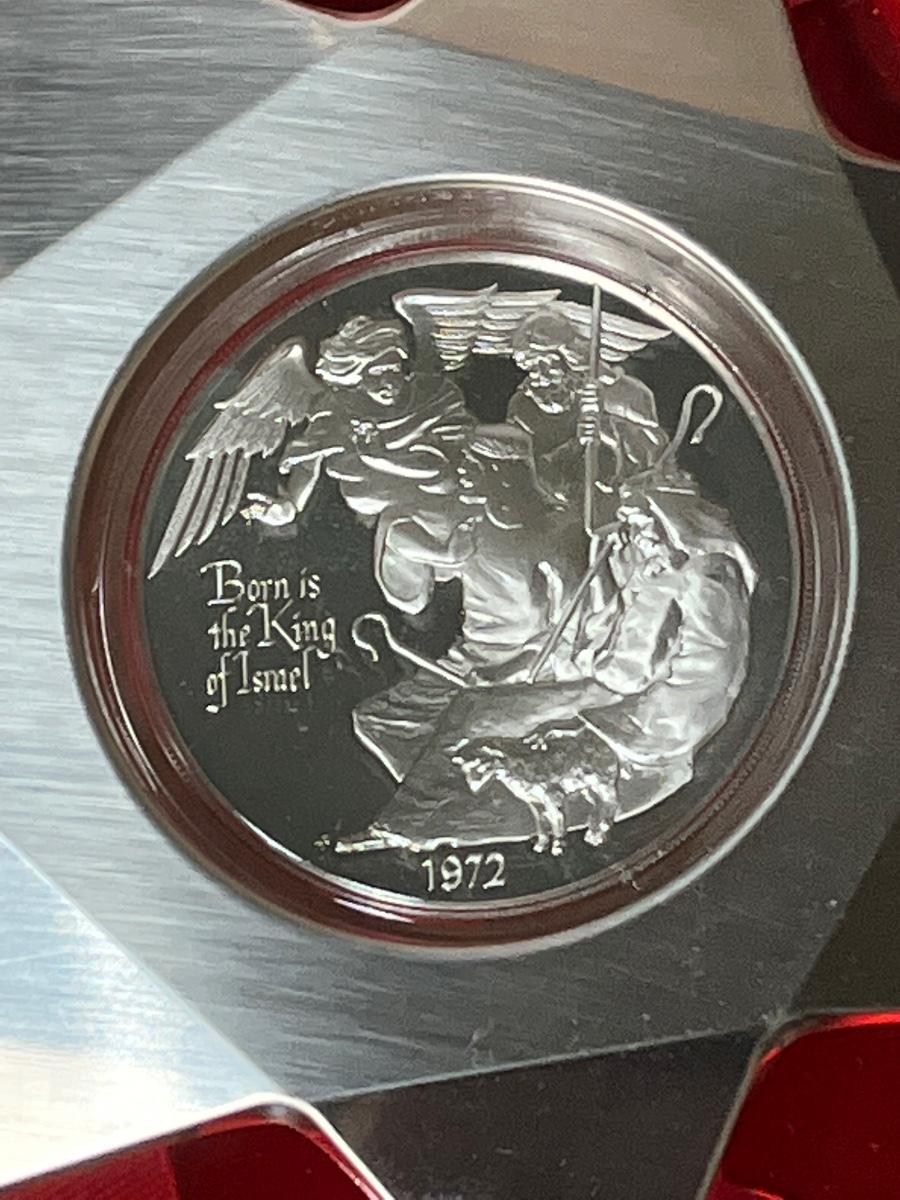 Born is
the King
of Israel
1972